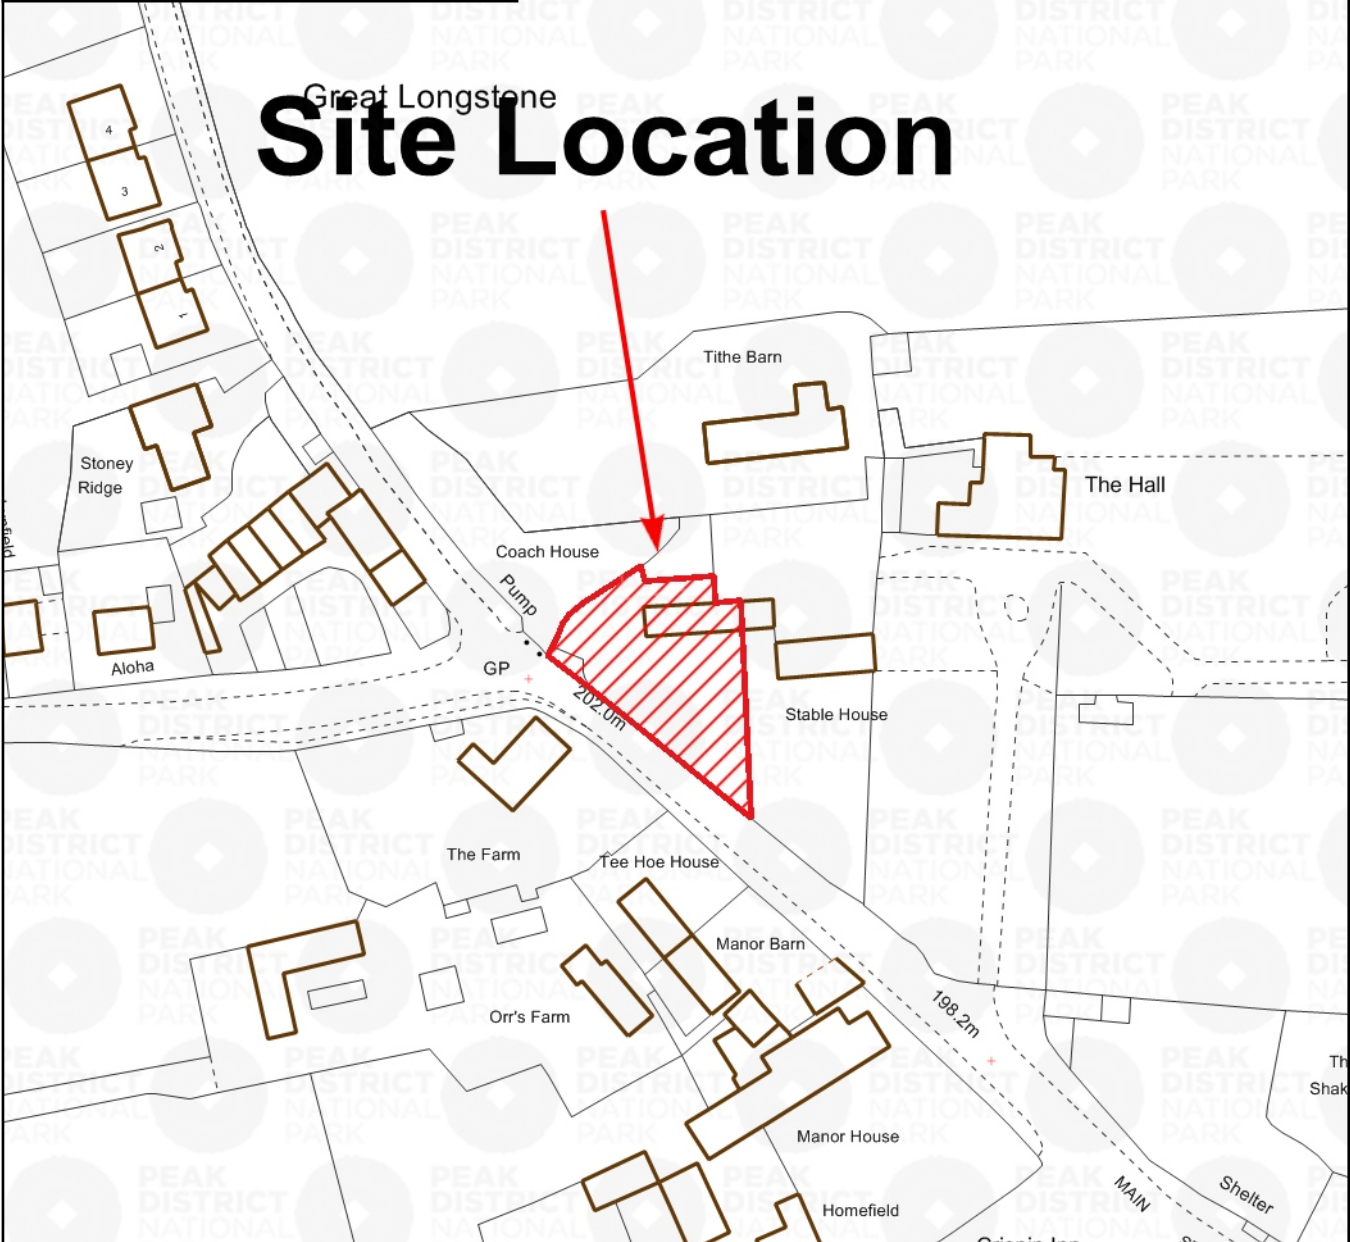 Great Longstone
Site Location
4
3
2
1
Tithe Barn
Stoney
Ridge
The Hall
Coach House
Pump
Aloha
GP
202.0m
Stable House
The Farm
Tee Hoe House
Manor Barn
Orr's Farm
198.2m
Th
Shak
Manor House
MAIN
Shelter
Homefield
PEAK
DISTRICT
NATIONAL
PARK